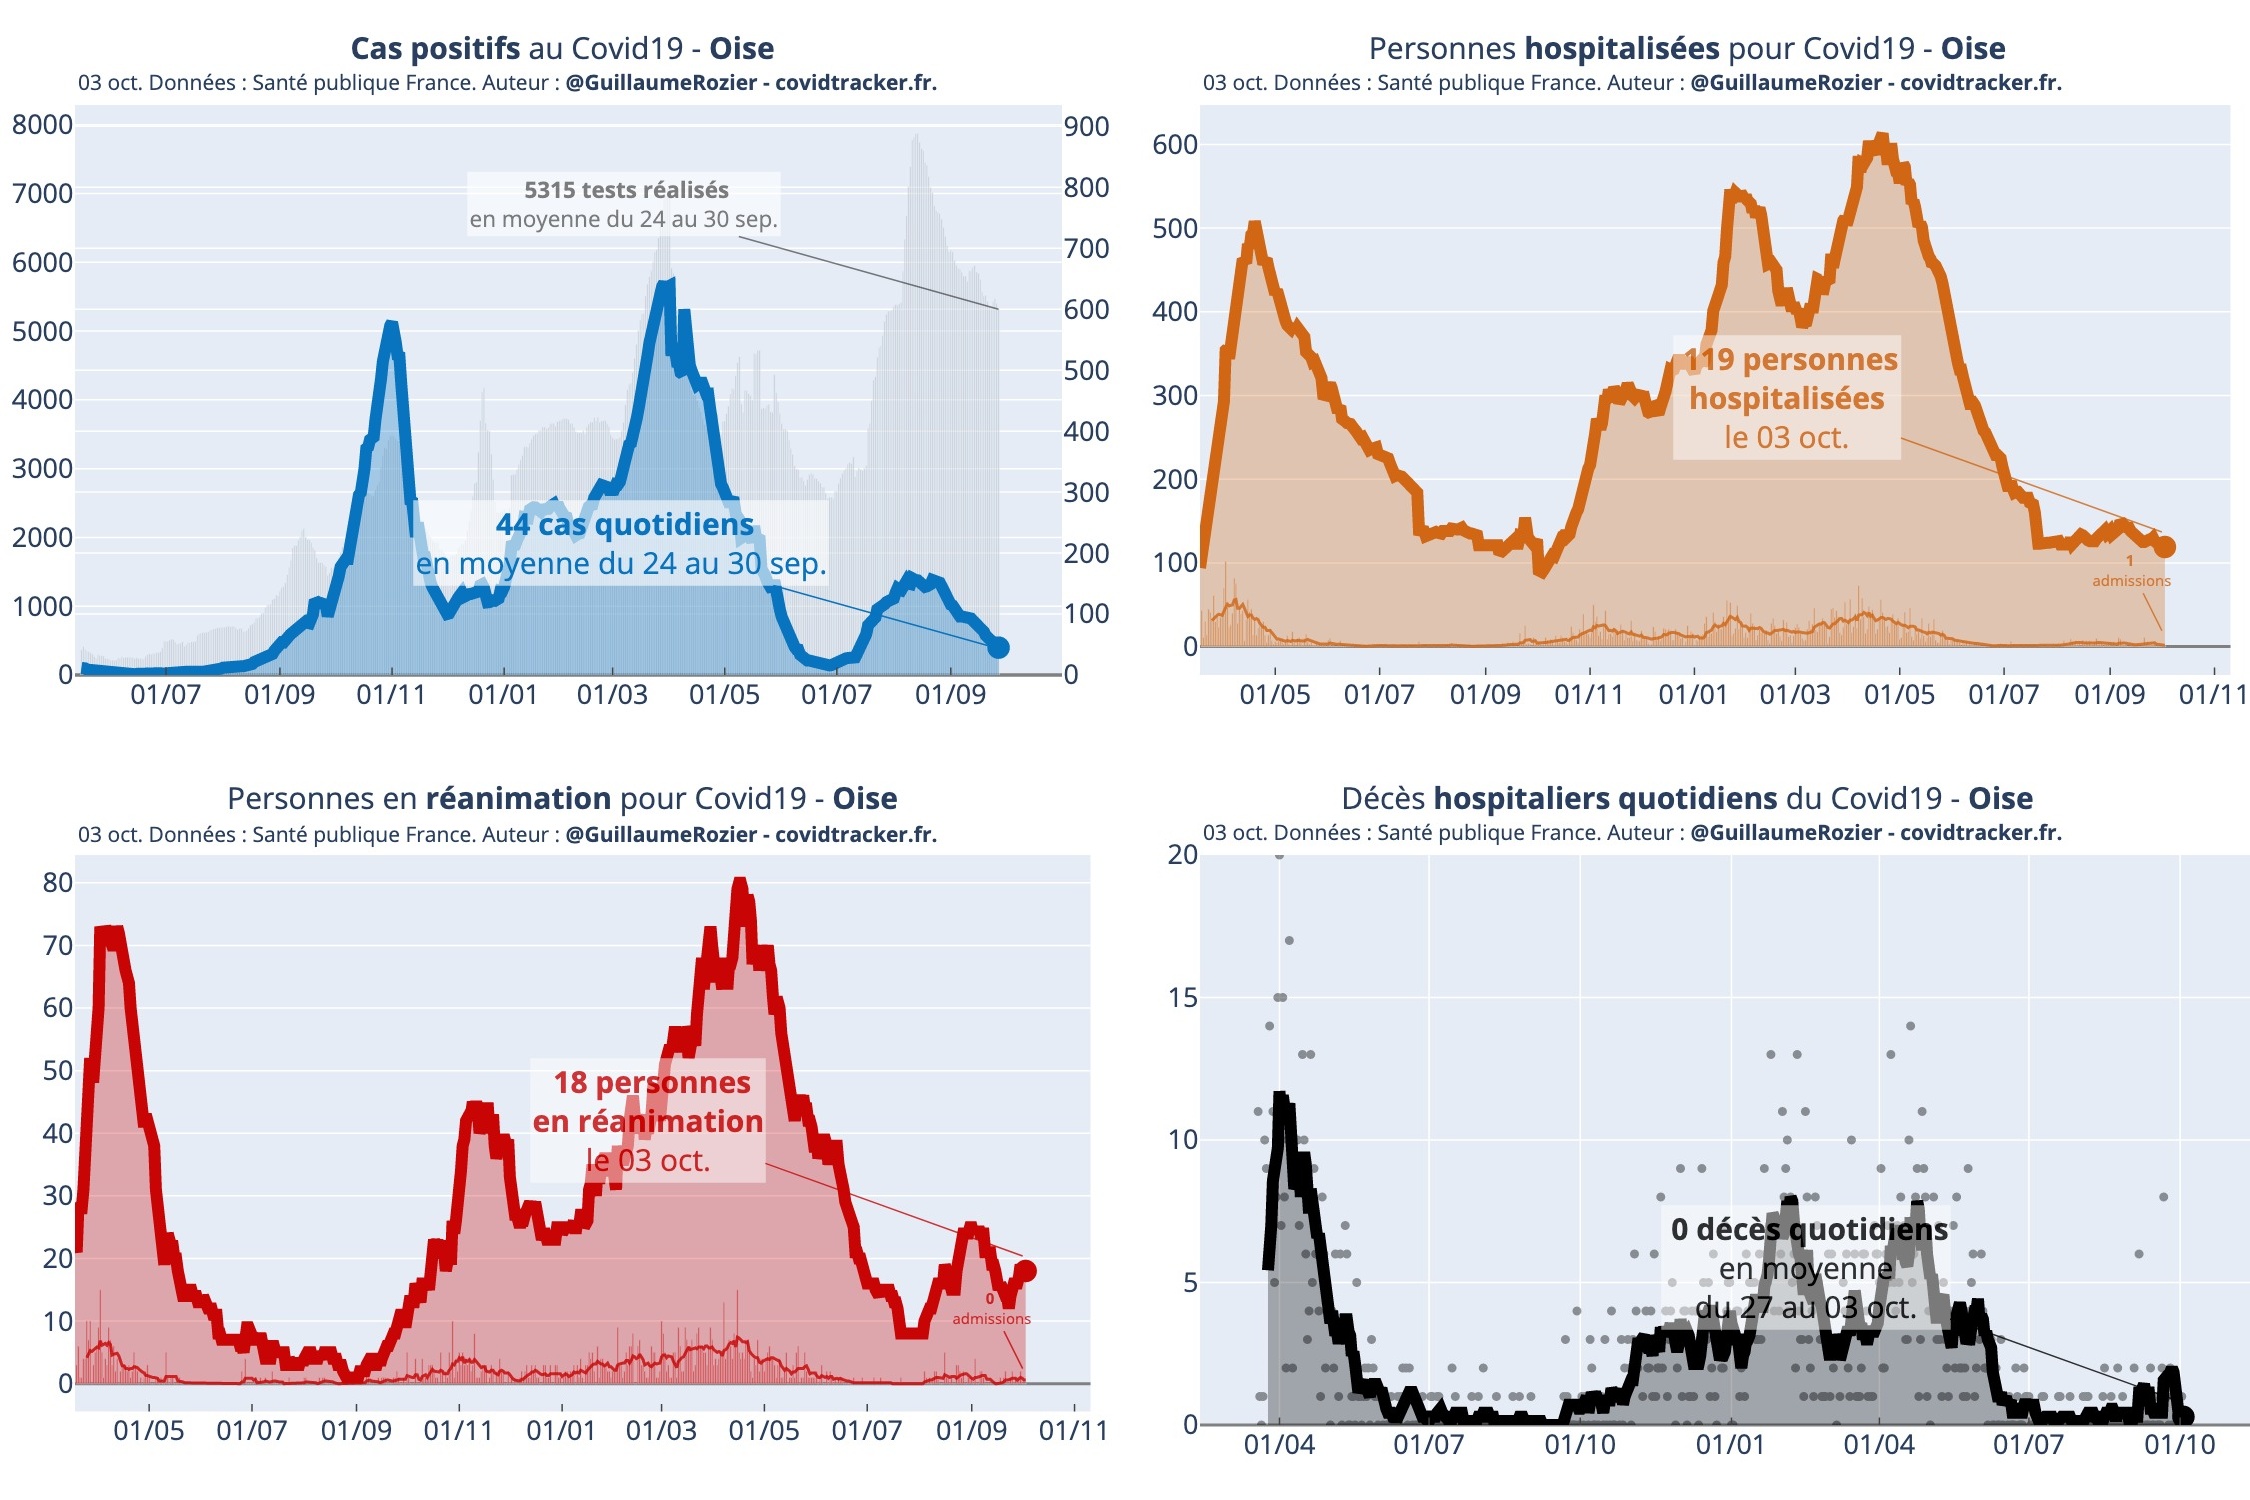 Cas positifs au Covid19 - Oise
03 oct. Données : Santé publique France. Auteur : @GuillaumeRozier - covidtracker.fr.
8000
7000
6000
5000
4000
3000
2000
1000
0
900
800
700
600
500
400
300
200
100
0
5315 tests réalisés
en moyenne du 24 au 30 sep.
44 cas quotidiens
en moyenne du 24 au 30 sep.
01/07 01/09 01/11 01/01 01/03 01/05 01/07 01/09
Personnes hospitalisées pour Covid19 - Oise
03 oct. Données : Santé publique France. Auteur : @GuillaumeRozier - covidtracker.fr.
600
500
400
300
200
100
0
119 personnes
hospitalisées
le 03 oct.
1
admissions
01/05 01/07 01/09 01/11 01/01 01/03 01/05 01/07 01/09 01/11
Personnes en réanimation pour Covid19 - Oise
03 oct. Données : Santé publique France. Auteur : @GuillaumeRozier - covidtracker.fr.
80
70
60
50
40
30
20
10
0
18 personnes
en réanimation
le 03 oct.
0
admissions
01/05 01/07 01/09 01/11 01/01 01/03 01/05 01/07 01/09 01/11
Décès hospitaliers quotidiens du Covid19 - Oise
03 oct. Données : Santé publique France. Auteur : @GuillaumeRozier - covidtracker.fr.
20
15
10
5
0
0 décès quotidiens
en moyenne
du 27 au 03 oct.
01/04 01/07 01/10 01/01 01/04 01/07 01/10